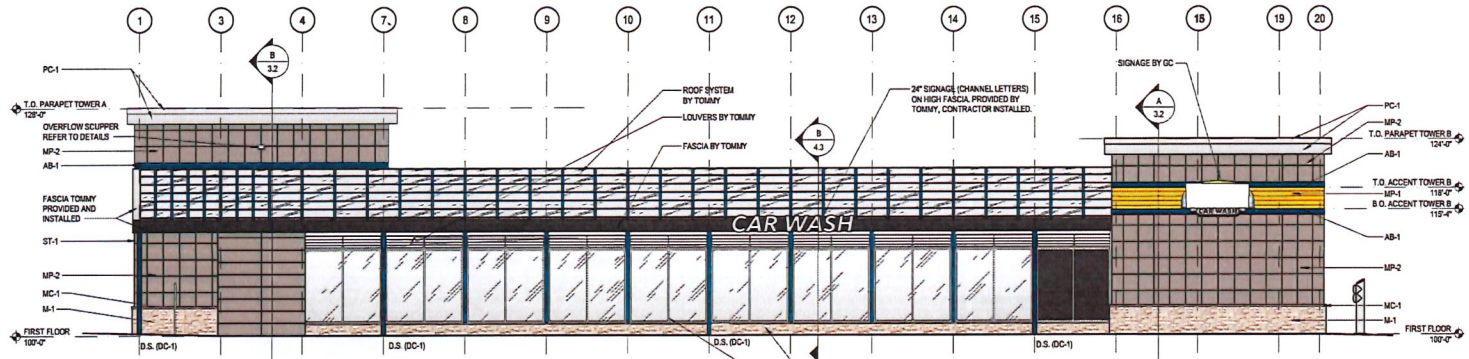 1 3 4 7 8 9 10 11 12 13 14 15 16 15 19 20
B
3.2
PC-1
T.O. PARAPET TOWER A
128'-0"
OVERFLOW SCUPPER
REFER TO DETAILS
MP-2
AB-1
FASCIA TOMMY
PROVIDED AND
INSTALLED
ST-1
MP-2
MC-1
M-1
FIRST FLOOR
100'-0"
ROOF SYSTEM
BY TOMMY
LOUVERS BY TOMMY
FASCIA BY TOMMY
B
4.3
24" SIGNAGE (CHANNEL LETTERS)
ON HIGH FASCIA. PROVIDED BY
TOMMY, CONTRACTOR INSTALLED.
CAR WASH
SIGNAGE BY GC
A
3.2
CAR WASH
PC-1
MP-2
T.O. PARAPET TOWER B
124'-0"
AB-1
T.O. ACCENT TOWER B
118'-0"
MP-1
B.O. ACCENT TOWER B
115'-4"
AB-1
MP-2
MC-1
M-1
FIRST FLOOR
100'-0"
D.S. (DC-1) D.S. (DC-1) D.S. (DC-1) D.S. (DC-1)